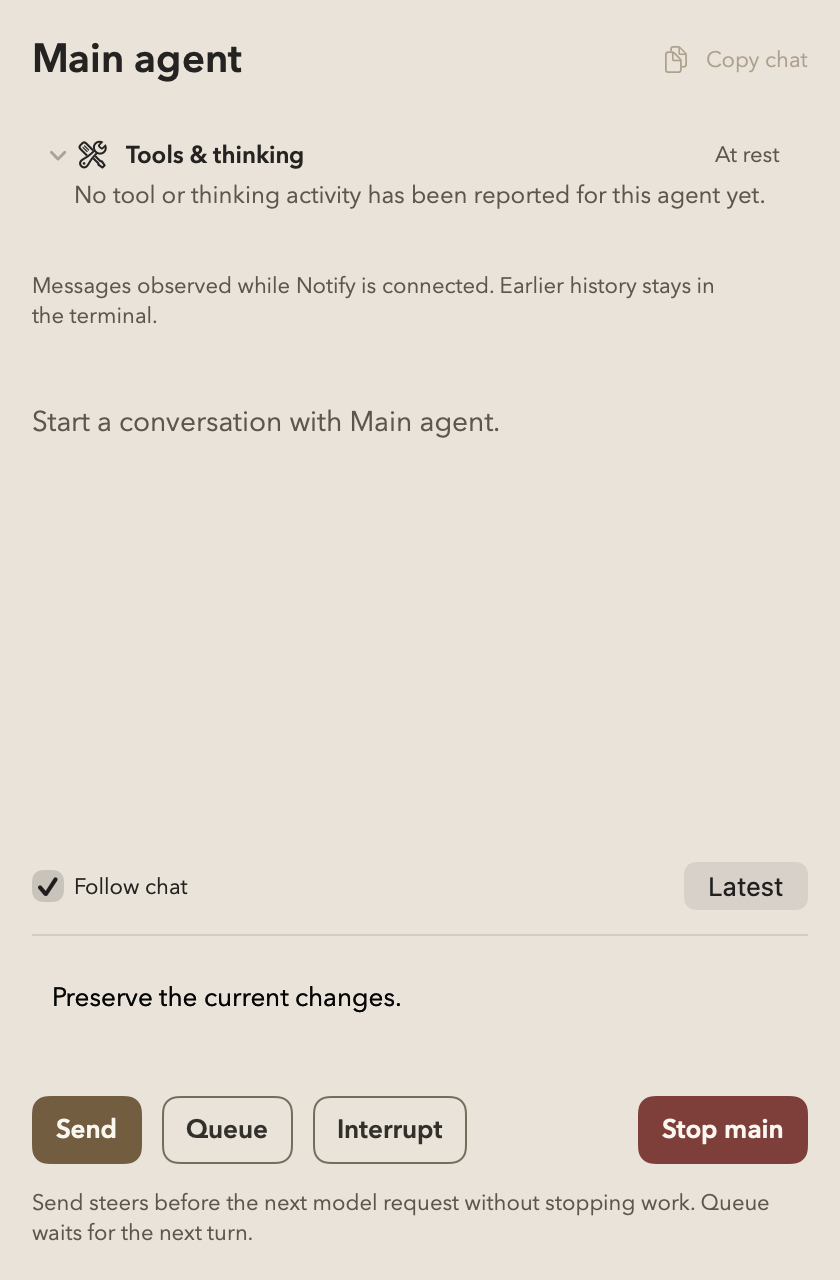 Main agent
Copy chat
Tools & thinking
At rest
No tool or thinking activity has been reported for this agent yet.
Messages observed while Notify is connected. Earlier history stays in
the terminal.
Start a conversation with Main agent.
Follow chat
Latest
Preserve the current changes.
Send
Queue
Interrupt
Stop main
Send steers before the next model request without stopping work. Queue
waits for the next turn.